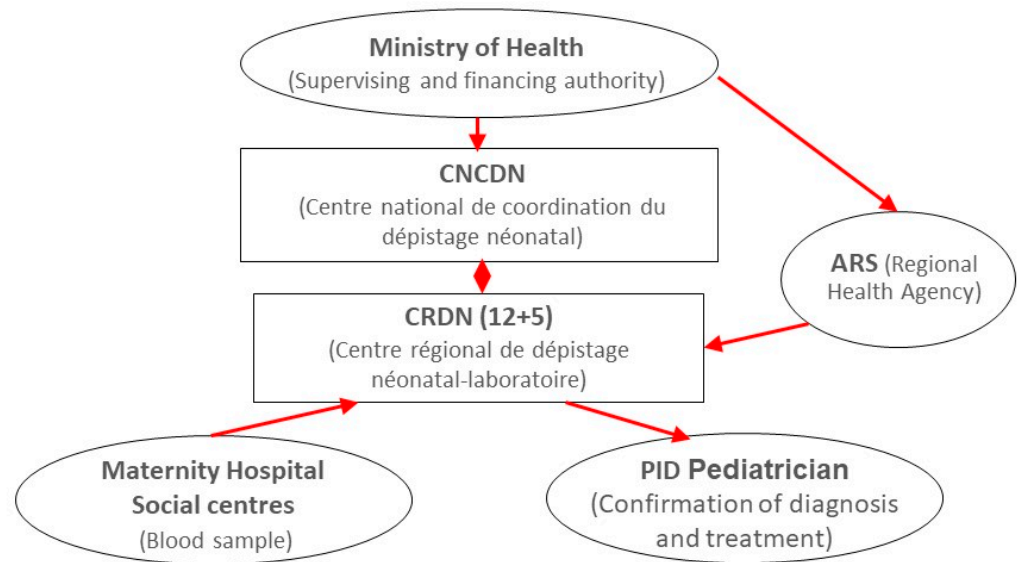 Ministry of Health
(Supervising and financing authority)
CNCDN
(Centre national de coordination du
dépistage néonatal)
ARS (Regional
Health Agency)
CRDN (12+5)
(Centre régional de dépistage
néonatal-laboratoire)
Maternity Hospital
Social centres
(Blood sample)
PID Pediatrician
(Confirmation of diagnosis
and treatment)